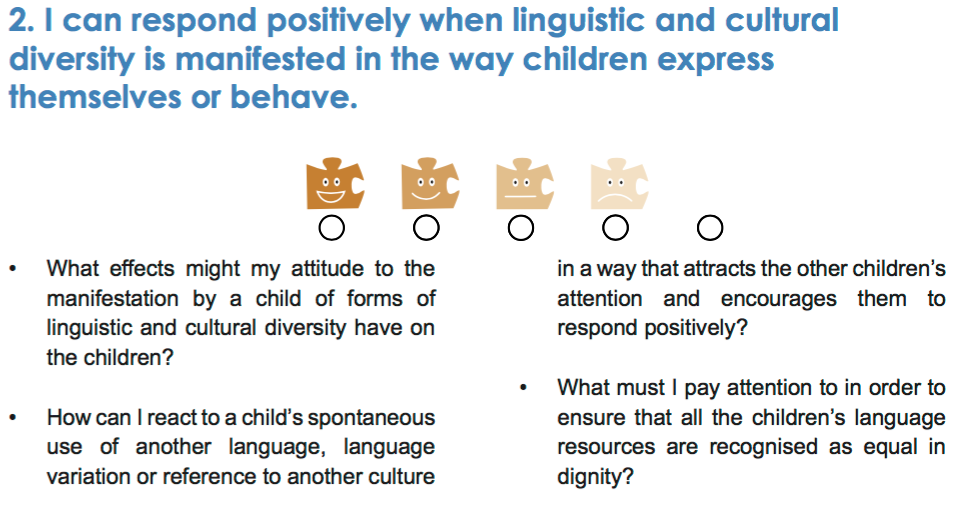 2. I can respond positively when linguistic and cultural
diversity is manifested in the way children express
themselves or behave.
• What effects might my attitude to the
manifestation by a child of forms of
linguistic and cultural diversity have on
the children?
• How can I react to a child’s spontaneous
use of another language, language
variation or reference to another culture
in a way that attracts the other children’s
attention and encourages them to
respond positively?
• What must I pay attention to in order to
ensure that all the children’s language
resources are recognised as equal in
dignity?